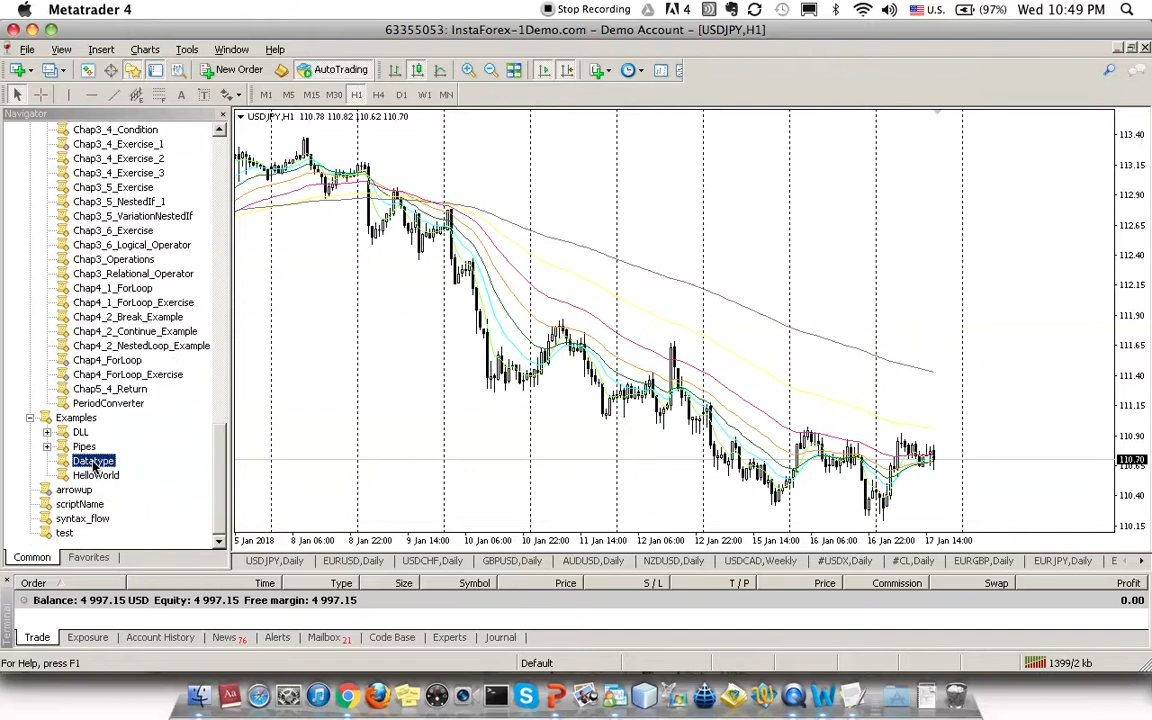 Metatrader 4
Stop Recording
4
U.S.
(97%)
Wed 10:49 PM
63355053: InstaForex-1Demo.com - Demo Account - [USDJPY,H1]
File View Insert Charts Tools Window Help
New Order
AutoTrading
A T M1 M5 M15 M30 H1 H4 D1 W1 MN
Navigator
Chap3_4_Condition
Chap3_4_Exercise_1
Chap3_4_Exercise_2
Chap3_4_Exercise_3
Chap3_5_Exercise
Chap3_5_NestedIf_1
Chap3_5_VariationNestedIf
Chap3_6_Exercise
Chap3_6_Logical_Operator
Chap3_Operations
Chap3_Relational_Operator
Chap4_1_ForLoop
Chap4_1_ForLoop_Exercise
Chap4_2_Break_Example
Chap4_2_Continue_Example
Chap4_2_NestedLoop_Example
Chap4_ForLoop
Chap4_ForLoop_Exercise
Chap5_4_Return
PeriodConverter
Examples
DLL
Pipes
Datatype
HelloWorld
arrowup
scriptName
syntax_flow
test
Common Favorites
USDJPY,H1 110.78 110.82 110.62 110.70
113.40
113.15
112.90
112.65
112.40
112.15
111.90
111.65
111.40
111.15
110.90
110.70
110.65
110.40
110.15
5 Jan 2018 8 Jan 06:00 8 Jan 22:00 9 Jan 14:00 10 Jan 06:00 10 Jan 22:00 11 Jan 14:00 12 Jan 06:00 12 Jan 22:00 15 Jan 14:00 16 Jan 06:00 16 Jan 22:00 17 Jan 14:00
USDJPY,Daily EURUSD,Daily USDCHF,Daily GBPUSD,Daily AUDUSD,Daily NZDUSD,Daily USDCAD,Weekly #USDX,Daily #CL,Daily EURGBP,Daily EURJPY,Daily E
Order Time Type Size Symbol Price S / L T / P Price Commission Swap Profit
Balance: 4 997.15 USD Equity: 4 997.15 Free margin: 4 997.15 0.00
Terminal
Trade Exposure Account History News 76 Alerts Mailbox 21 Code Base Experts Journal
For Help, press F1 Default 1399/2 kb